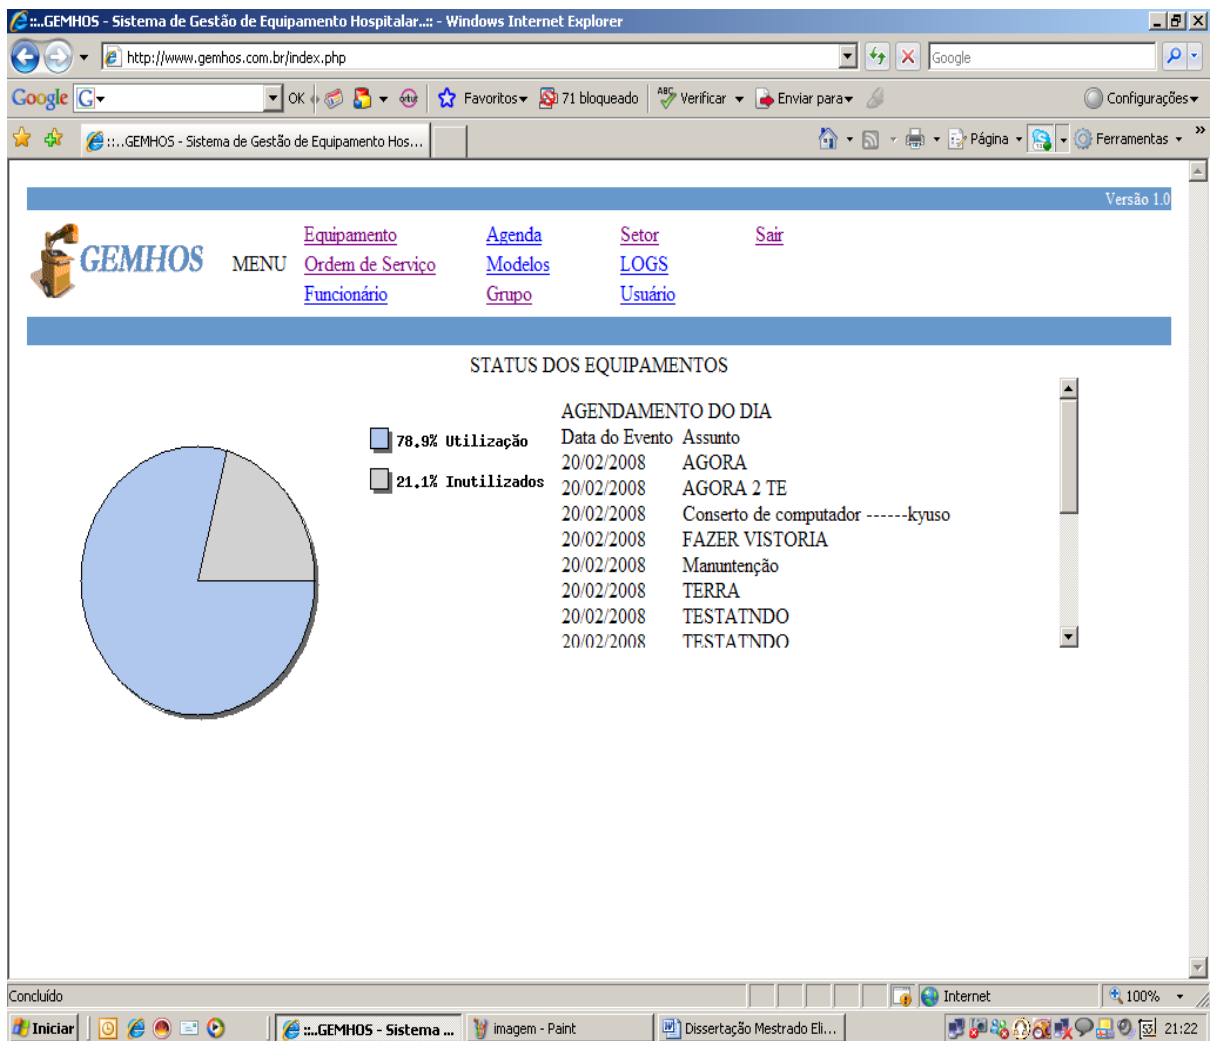 ::..GEMHOS - Sistema de Gestão de Equipamento Hospitalar..:: - Windows Internet Explorer
http://www.gemhos.com.br/index.php
Google
Google G OK ortus Favoritos 71 bloqueado ABC Verificar Enviar para Configurações
::..GEMHOS - Sistema de Gestão de Equipamento Hos... Página Ferramentas »
Versão 1.0
GEMHOS MENU
Equipamento Agenda Setor Sair
Ordem de Serviço Modelos LOGS
Funcionário Grupo Usuário
STATUS DOS EQUIPAMENTOS
78.9% Utilização
21.1% Inutilizados
AGENDAMENTO DO DIA
Data do Evento Assunto
20/02/2008 AGORA
20/02/2008 AGORA 2 TE
20/02/2008 Conserto de computador ------kyuso
20/02/2008 FAZER VISTORIA
20/02/2008 Manuntenção
20/02/2008 TERRA
20/02/2008 TESTATNDO
20/02/2008 TESTATNDO
Concluído Internet 100%
Iniciar ::..GEMHOS - Sistema ... imagem - Paint Dissertação Mestrado Eli... 21:22